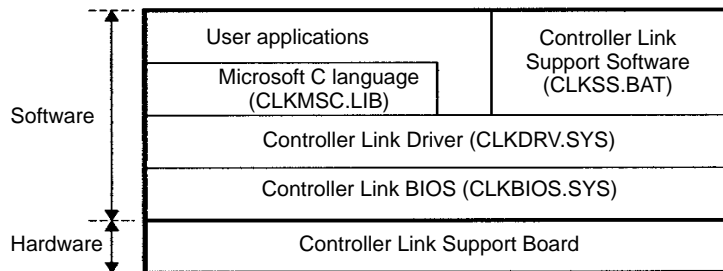 User applications
Controller Link
Support Software
(CLKSS.BAT)
Microsoft C language
(CLKMSC.LIB)
Software
Controller Link Driver (CLKDRV.SYS)
Controller Link BIOS (CLKBIOS.SYS)
Hardware
Controller Link Support Board